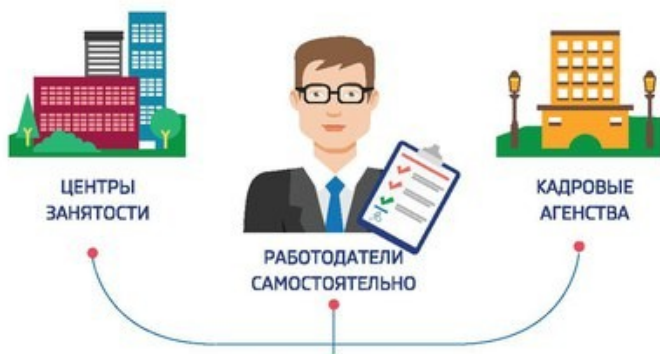 ЦЕНТРЫ
ЗАНЯТОСТИ
РАБОТОДАТЕЛИ
САМОСТОЯТЕЛЬНО
КАДРОВЫЕ
АГЕНСТВА